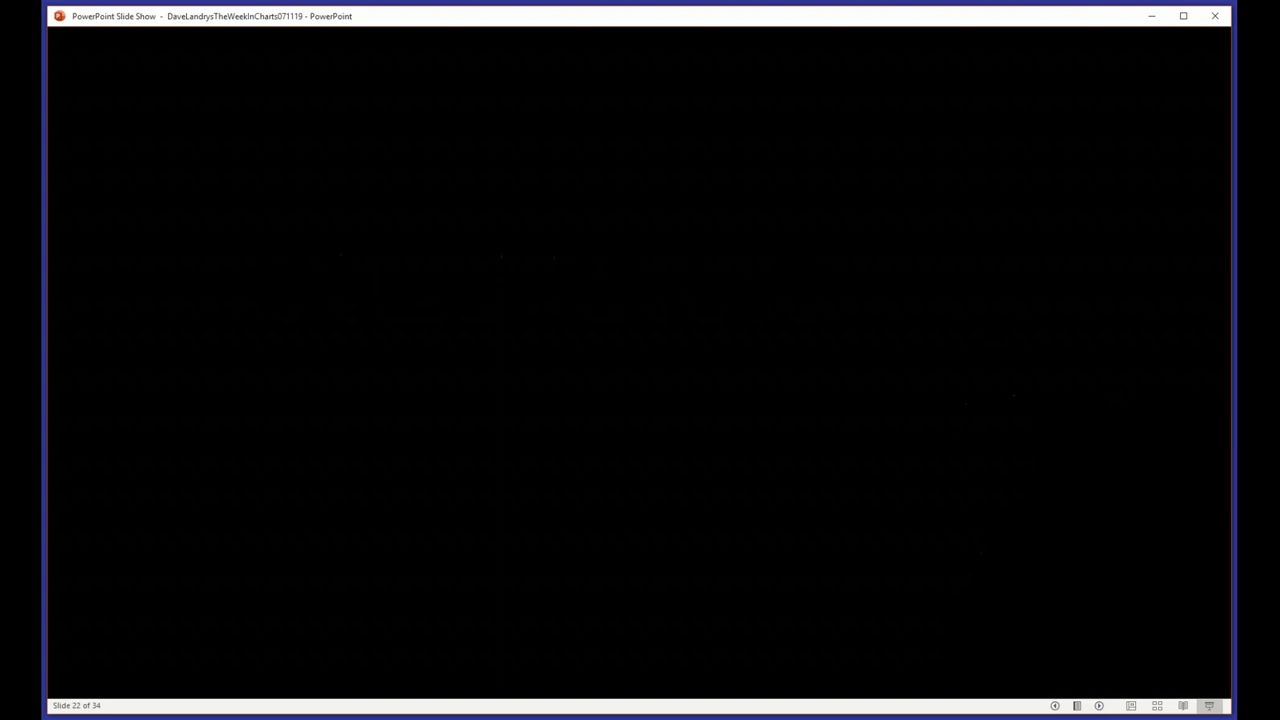 PowerPoint Slide Show - DaveLandrysTheWeekInCharts071119 - PowerPoint
Slide 22 of 34